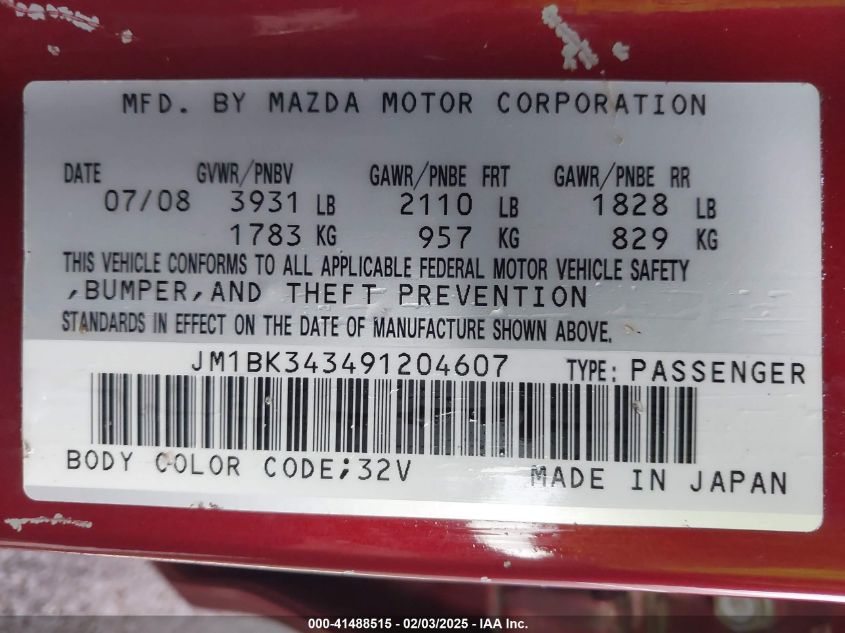 MFD. BY MAZDA MOTOR CORPORATION
DATE GVWR/PNBV GAWR/PNBE FRT GAWR/PNBE RR
07/08 3931 LB 2110 LB 1828 LB
1783 KG 957 KG 829 KG
THIS VEHICLE CONFORMS TO ALL APPLICABLE FEDERAL MOTOR VEHICLE SAFETY
,BUMPER,AND THEFT PREVENTION
STANDARDS IN EFFECT ON THE DATE OF MANUFACTURE SHOWN ABOVE.
JM1BK343491204607 TYPE: PASSENGER
BODY COLOR CODE;32V MADE IN JAPAN
000-41488515 - 02/03/2025 - IAA Inc.